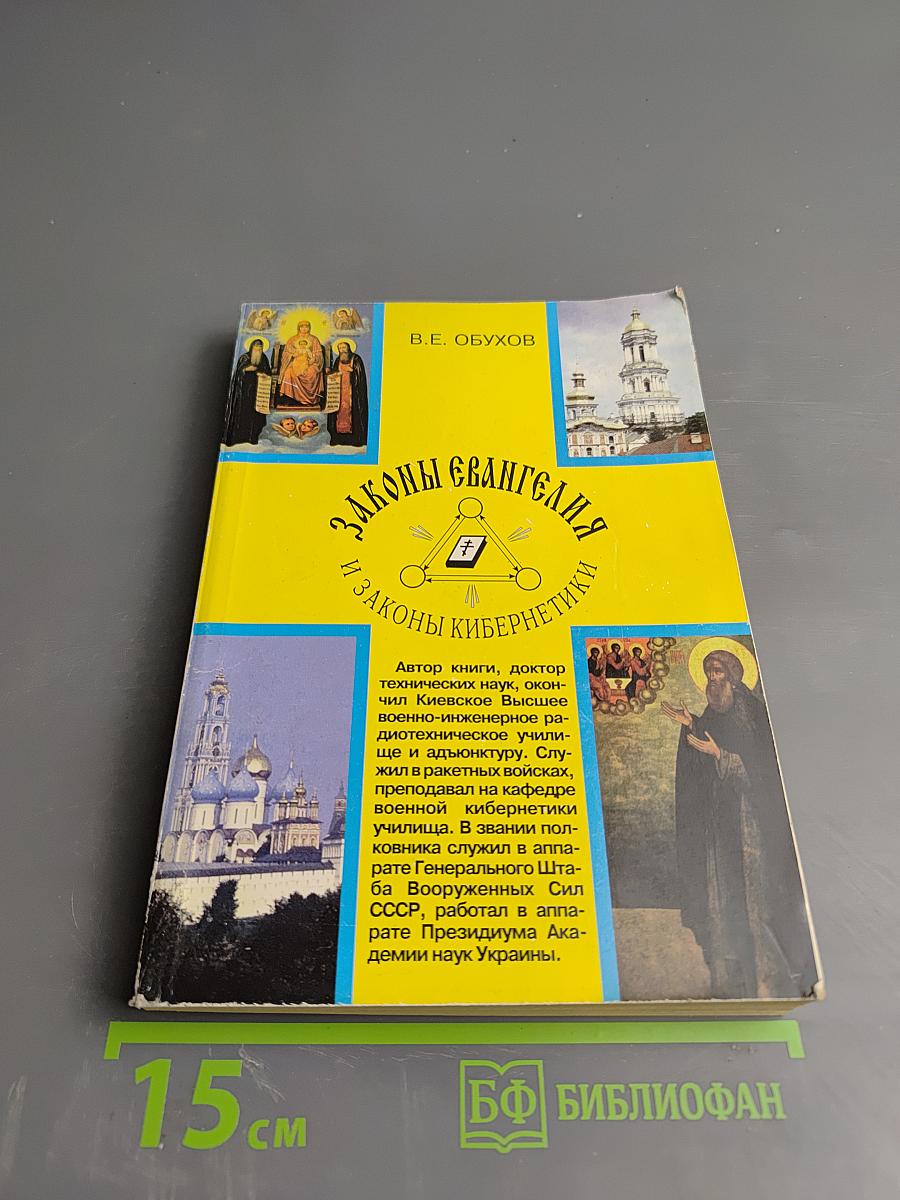 В.Е. ОБУХОВ
ЗАКОНЫ ЕВАНГЕЛИЯ
И ЗАКОНЫ КИБЕРНЕТИКИ
Автор книги, доктор
технических наук, окон-
чил Киевское Высшее
военно-инженерное ра-
диотехническое учили-
ще и адъюнктуру. Слу-
жил в ракетных войсках,
преподавал на кафедре
военной кибернетики
училища. В звании пол-
ковника служил в аппа-
рате Генерального Шта-
ба Вооруженных Сил
СССР, работал в аппа-
рате Президиума Ака-
демии наук Украины.
15 см
БФ БИБЛИОФАН